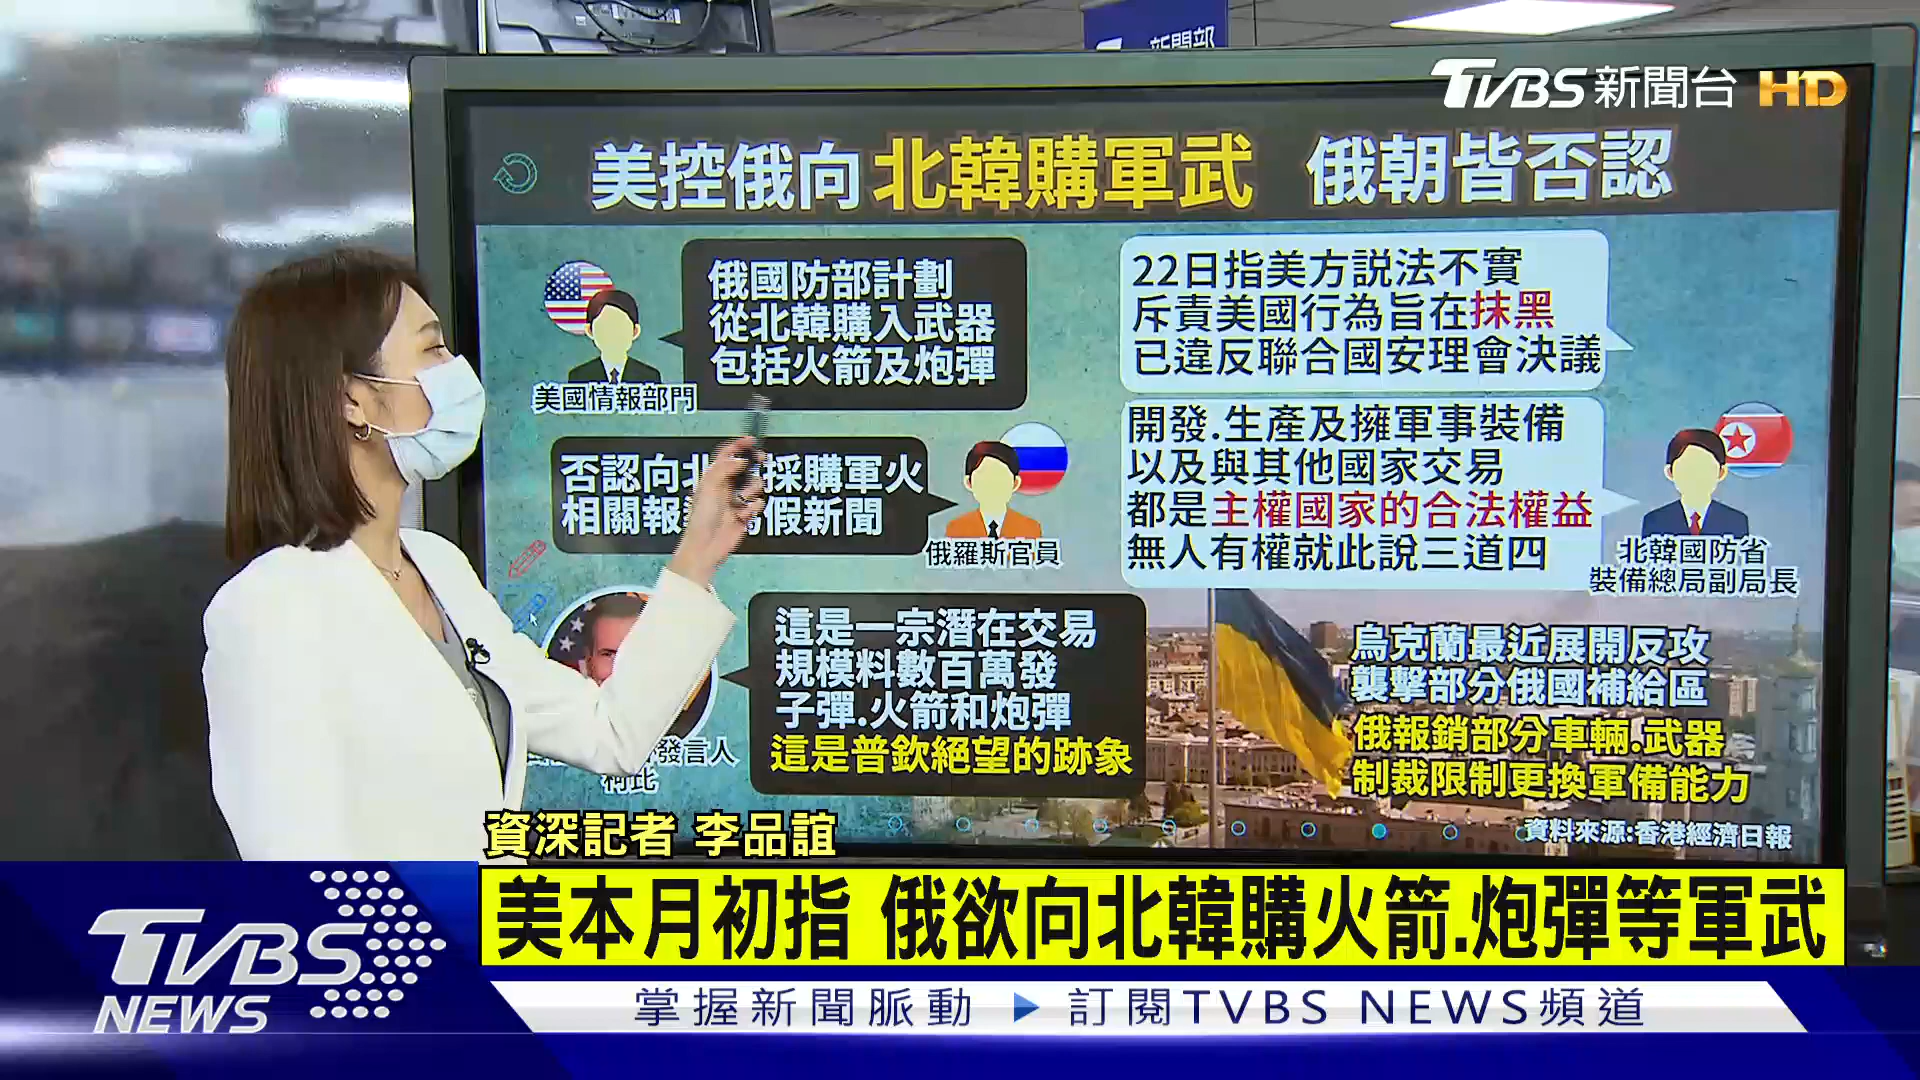 新聞部
TVBS新聞台 HD
美控俄向北韓購軍武 俄朝皆否認
俄國防部計劃
從北韓購入武器
包括火箭及炮彈
美國情報部門
否認向北 採購軍火
相關報 假新聞
俄羅斯官員
這是一宗潛在交易
規模料數百萬發
子彈.火箭和炮彈
這是普欽絕望的跡象
發言人
柯比
22日指美方説法不實
斥責美國行為旨在抹黑
已違反聯合國安理會決議
開發.生產及擁軍事裝備
以及與其他國家交易
都是主權國家的合法權益
無人有權就此說三道四
北韓國防省
裝備總局副局長
烏克蘭最近展開反攻
襲擊部分俄國補給區
俄報銷部分車輛.武器
制裁限制更換軍備能力
資料來源:香港經濟日報
資深記者 李品誼
美本月初指 俄欲向北韓購火箭.炮彈等軍武
TVBS
NEWS
掌握新聞脈動 ▶ 訂閱TVBS NEWS頻道